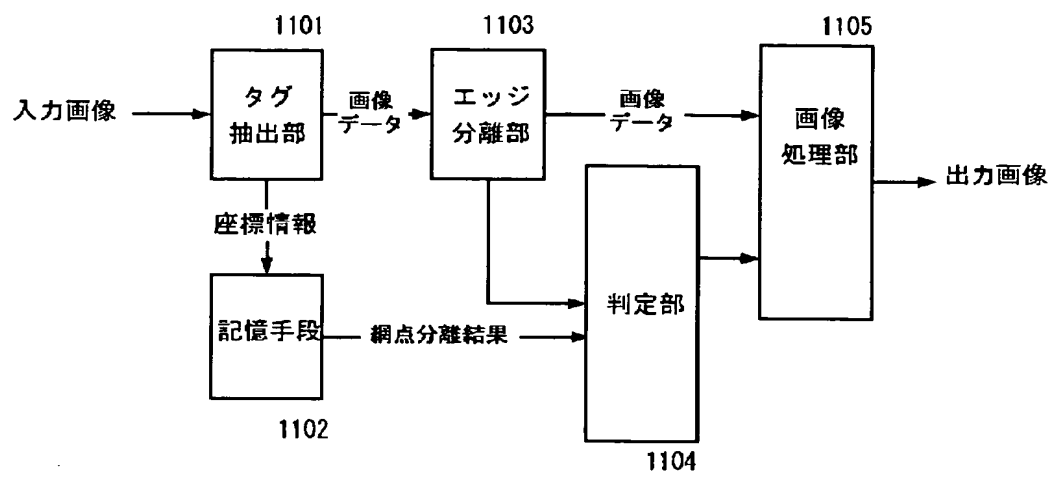 1101
1103
1105
入力画像
タグ
抽出部
画像
データ
エッジ
分離部
画像
データ
画像
処理部
出力画像
座標情報
記憶手段
網点分離結果
判定部
1102
1104